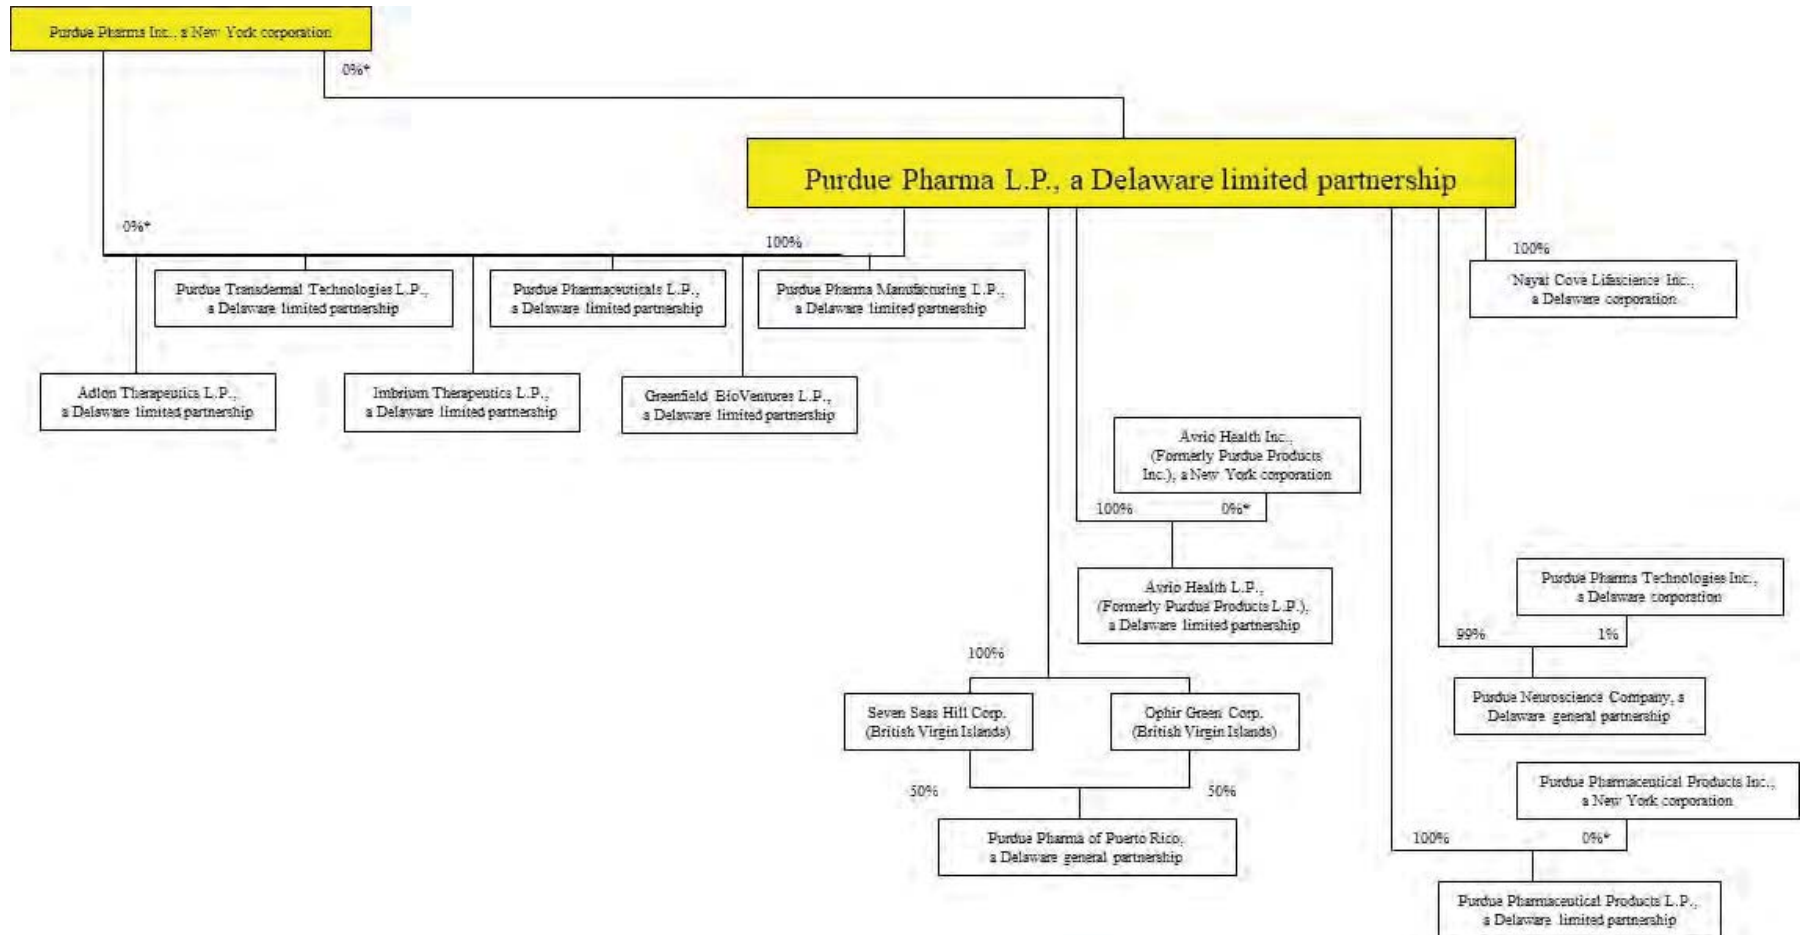 Purdue Pharma Inc., a New York corporation
0%*
Purdue Pharma L.P., a Delaware limited partnership
0%*
100%
100%
Purdue Transdermal Technologies L.P.,
a Delaware limited partnership
Purdue Pharmaceuticals L.P.,
a Delaware limited partnership
Purdue Pharma Manufacturing L.P.,
a Delaware limited partnership
Nayat Cove Lifescience Inc.,
a Delaware corporation
Adlon Therapeutics L.P.,
a Delaware limited partnership
Imbrium Therapeutics L.P.,
a Delaware limited partnership
Greenfield BioVentures L.P.,
a Delaware limited partnership
Avrio Health Inc.,
(Formerly Purdue Products
Inc.), a New York corporation
100%
0%*
Avrio Health L.P.,
(Formerly Purdue Products L.P.),
a Delaware limited partnership
Purdue Pharma Technologies Inc.,
a Delaware corporation
99%
1%
100%
Seven Seas Hill Corp.
(British Virgin Islands)
Ophir Green Corp.
(British Virgin Islands)
Purdue Neuroscience Company, a
Delaware general partnership
50%
50%
Purdue Pharmaceutical Products Inc.,
a New York corporation
Purdue Pharma of Puerto Rico,
a Delaware general partnership
100%
0%*
Purdue Pharmaceutical Products L.P.,
a Delaware limited partnership